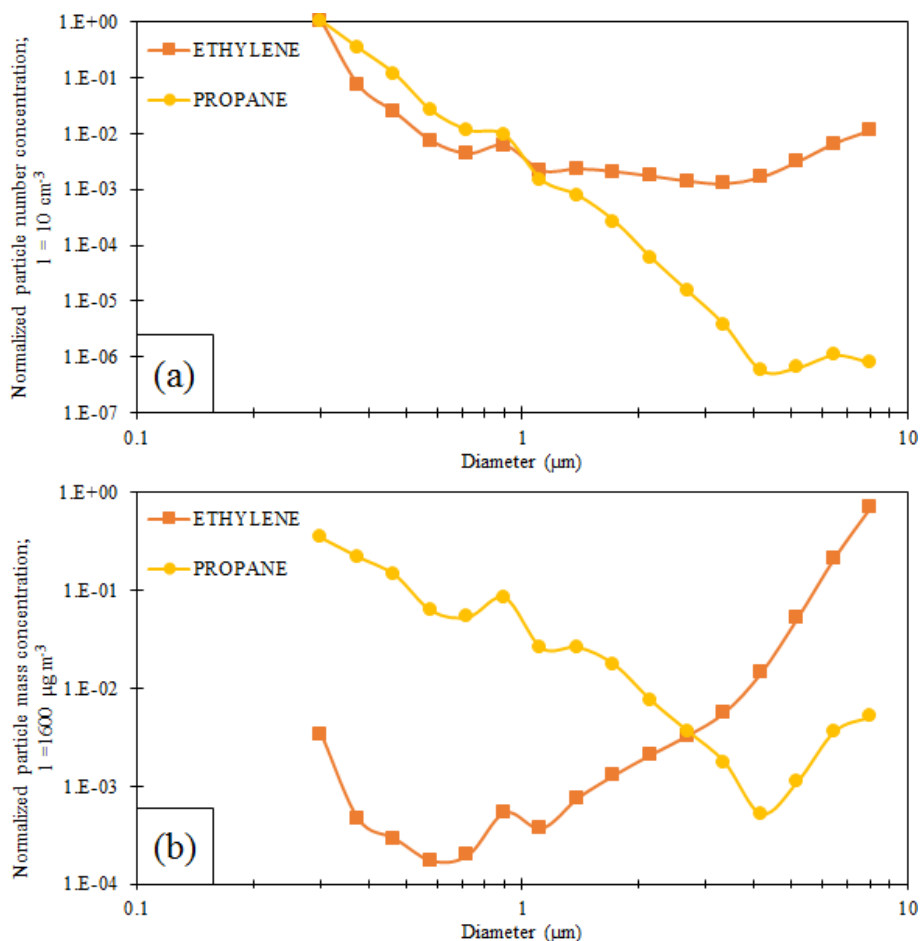 1.E+00
ETHYLENE
1.E-01
PROPANE
1.E-02
1.E-03
1.E-04
1.E-05
1.E-06
1.E-07
Normalized particle number concentration;
1 = 10 cm-3
(a)
0.1
1
10
Diameter (µm)
1.E+00
ETHYLENE
PROPANE
1.E-01
1.E-02
1.E-03
1.E-04
Normalized particle mass concentration;
1 =1600 µg m-3
(b)
0.1
1
10
Diameter (µm)